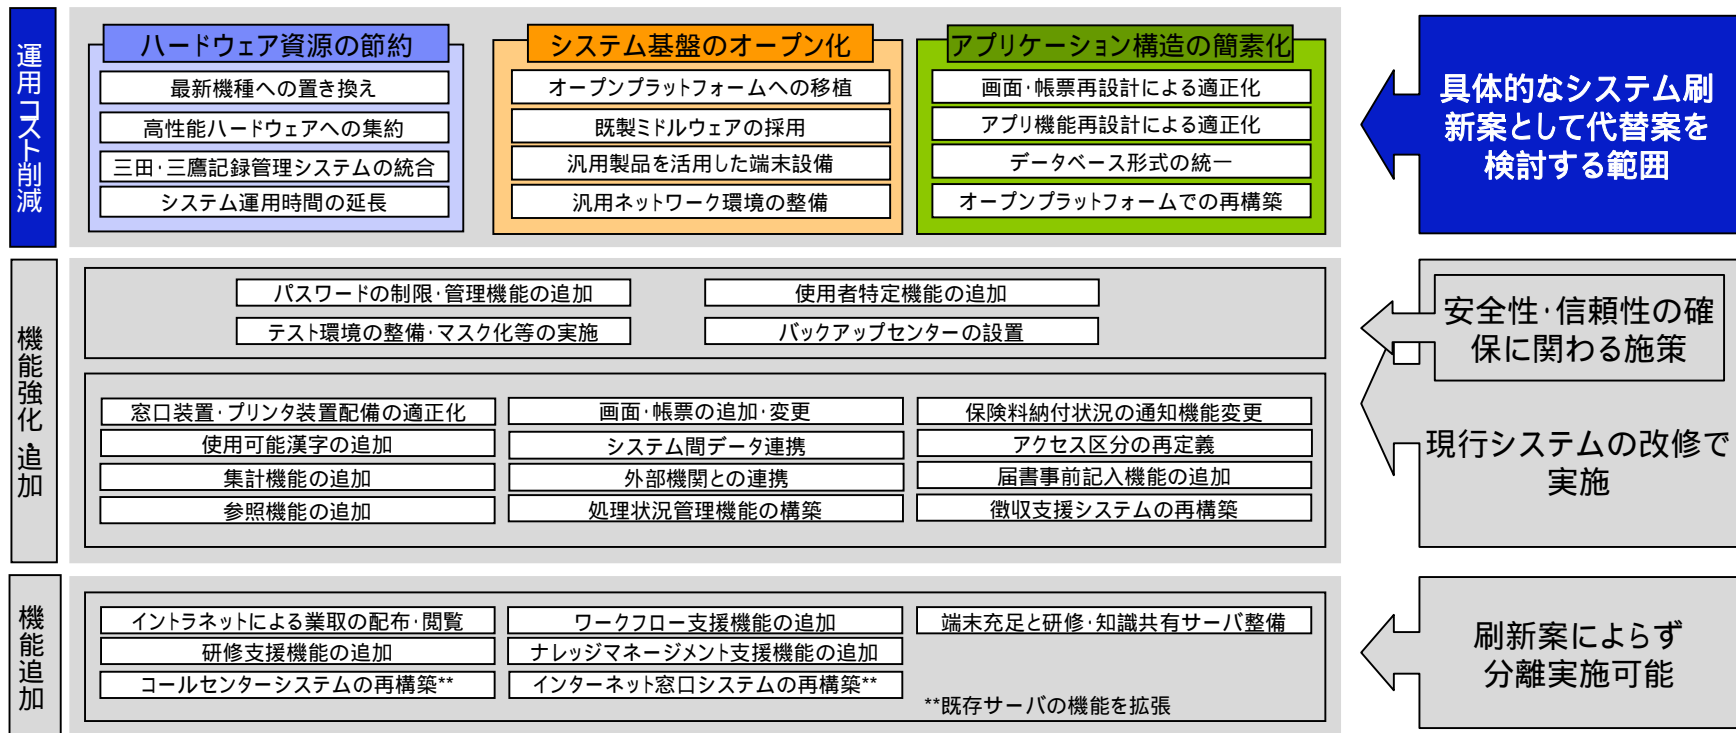 運用コスト削減
ハードウェア資源の節約
最新機種への置き換え
高性能ハードウェアへの集約
三田・三鷹記録管理システムの統合
システム運用時間の延長
システム基盤のオープン化
オープンプラットフォームへの移植
既製ミドルウェアの採用
汎用製品を活用した端末設備
汎用ネットワーク環境の整備
アプリケーション構造の簡素化
画面・帳票再設計による適正化
アプリ機能再設計による適正化
データベース形式の統一
オープンプラットフォームでの再構築
具体的なシステム刷
新案として代替案を
検討する範囲
機能強化・追加
パスワードの制限・管理機能の追加
使用者特定機能の追加
テスト環境の整備・マスク化等の実施
バックアップセンターの設置
安全性・信頼性の確
保に関わる施策
窓口装置・プリンタ装置配備の適正化
画面・帳票の追加・変更
保険料納付状況の通知機能変更
使用可能漢字の追加
システム間データ連携
アクセス区分の再定義
集計機能の追加
外部機関との連携
届書事前記入機能の追加
参照機能の追加
処理状況管理機能の構築
徴収支援システムの再構築
現行システムの改修で
実施
機能追加
イントラネットによる業取の配布・閲覧
ワークフロー支援機能の追加
端末充足と研修・知識共有サーバ整備
研修支援機能の追加
ナレッジマネージメント支援機能の追加
コールセンターシステムの再構築**
インターネット窓口システムの再構築**
**既存サーバの機能を拡張
刷新案によらず
分離実施可能